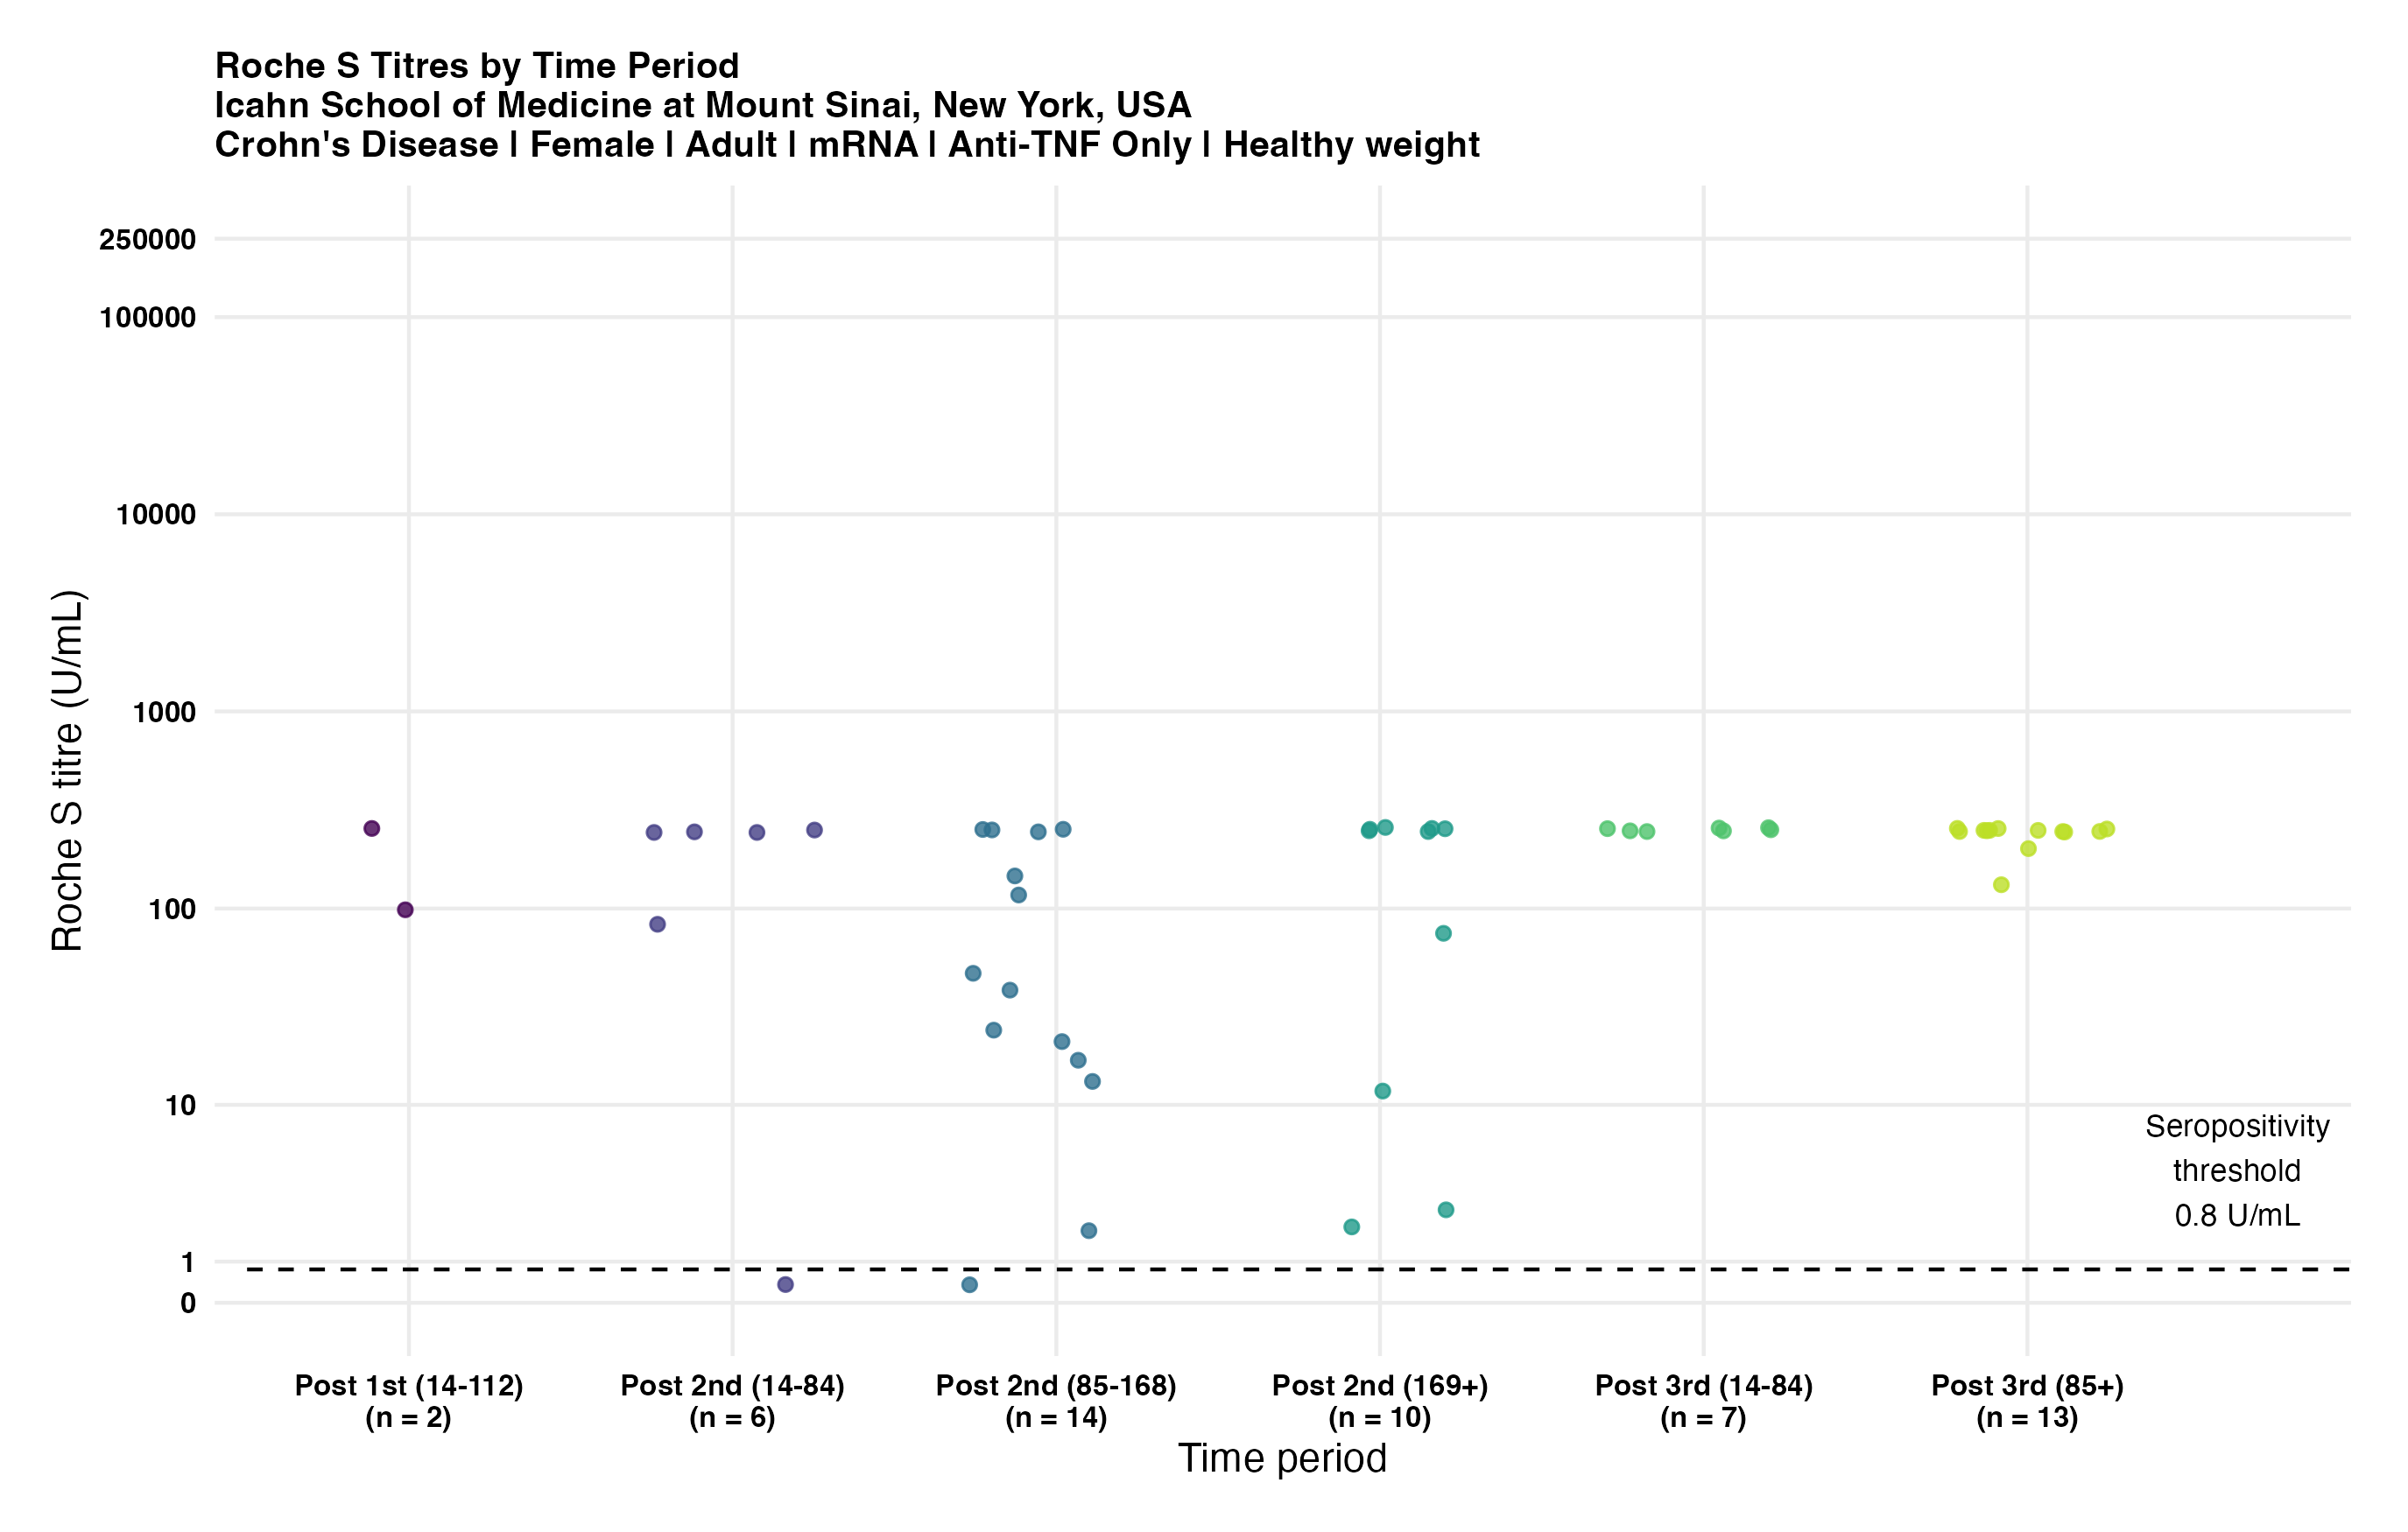 Roche S Titres by Time Period
Icahn School of Medicine at Mount Sinai, New York, USA
Crohn's Disease | Female | Adult | mRNA | Anti-TNF Only | Healthy weight
Roche S titre (U/mL)
250000
100000
10000
1000
100
10
1
0
Seropositivity
threshold
0.8 U/mL
Post 1st (14-112)
(n = 2)
Post 2nd (14-84)
(n = 6)
Post 2nd (85-168)
(n = 14)
Post 2nd (169+)
(n = 10)
Post 3rd (14-84)
(n = 7)
Post 3rd (85+)
(n = 13)
Time period